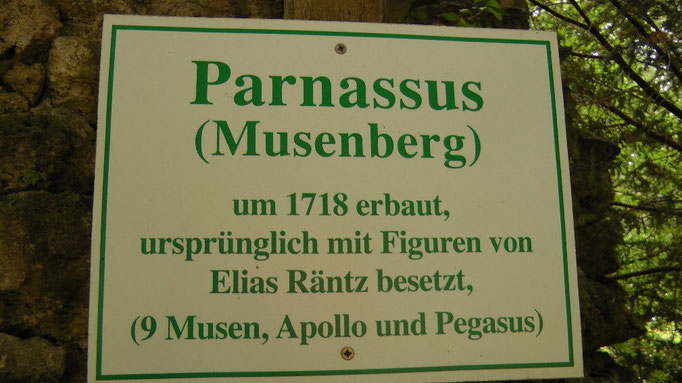 Parnassus
(Musenberg)
um 1718 erbaut,
ursprünglich mit Figuren von
Elias Räntz besetzt,
(9 Musen, Apollo und Pegasus)